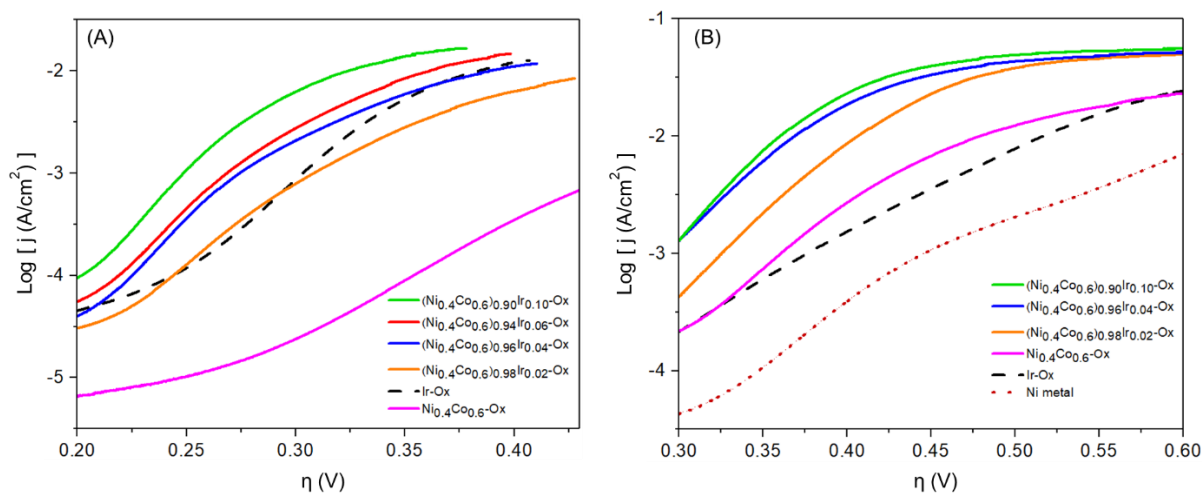 (A)
Log [ j (A/cm²) ]
-2
-3
-4
-5
0.20 0.25 0.30 0.35 0.40
η (V)
(Ni0.4Co0.6)0.90Ir0.10-Ox
(Ni0.4Co0.6)0.94Ir0.06-Ox
(Ni0.4Co0.6)0.96Ir0.04-Ox
(Ni0.4Co0.6)0.98Ir0.02-Ox
Ir-Ox
Ni0.4Co0.6-Ox
(B)
Log [ j (A/cm²) ]
-1
-2
-3
-4
0.30 0.35 0.40 0.45 0.50 0.55 0.60
η (V)
(Ni0.4Co0.6)0.90Ir0.10-Ox
(Ni0.4Co0.6)0.96Ir0.04-Ox
(Ni0.4Co0.6)0.98Ir0.02-Ox
Ni0.4Co0.6-Ox
Ir-Ox
Ni metal